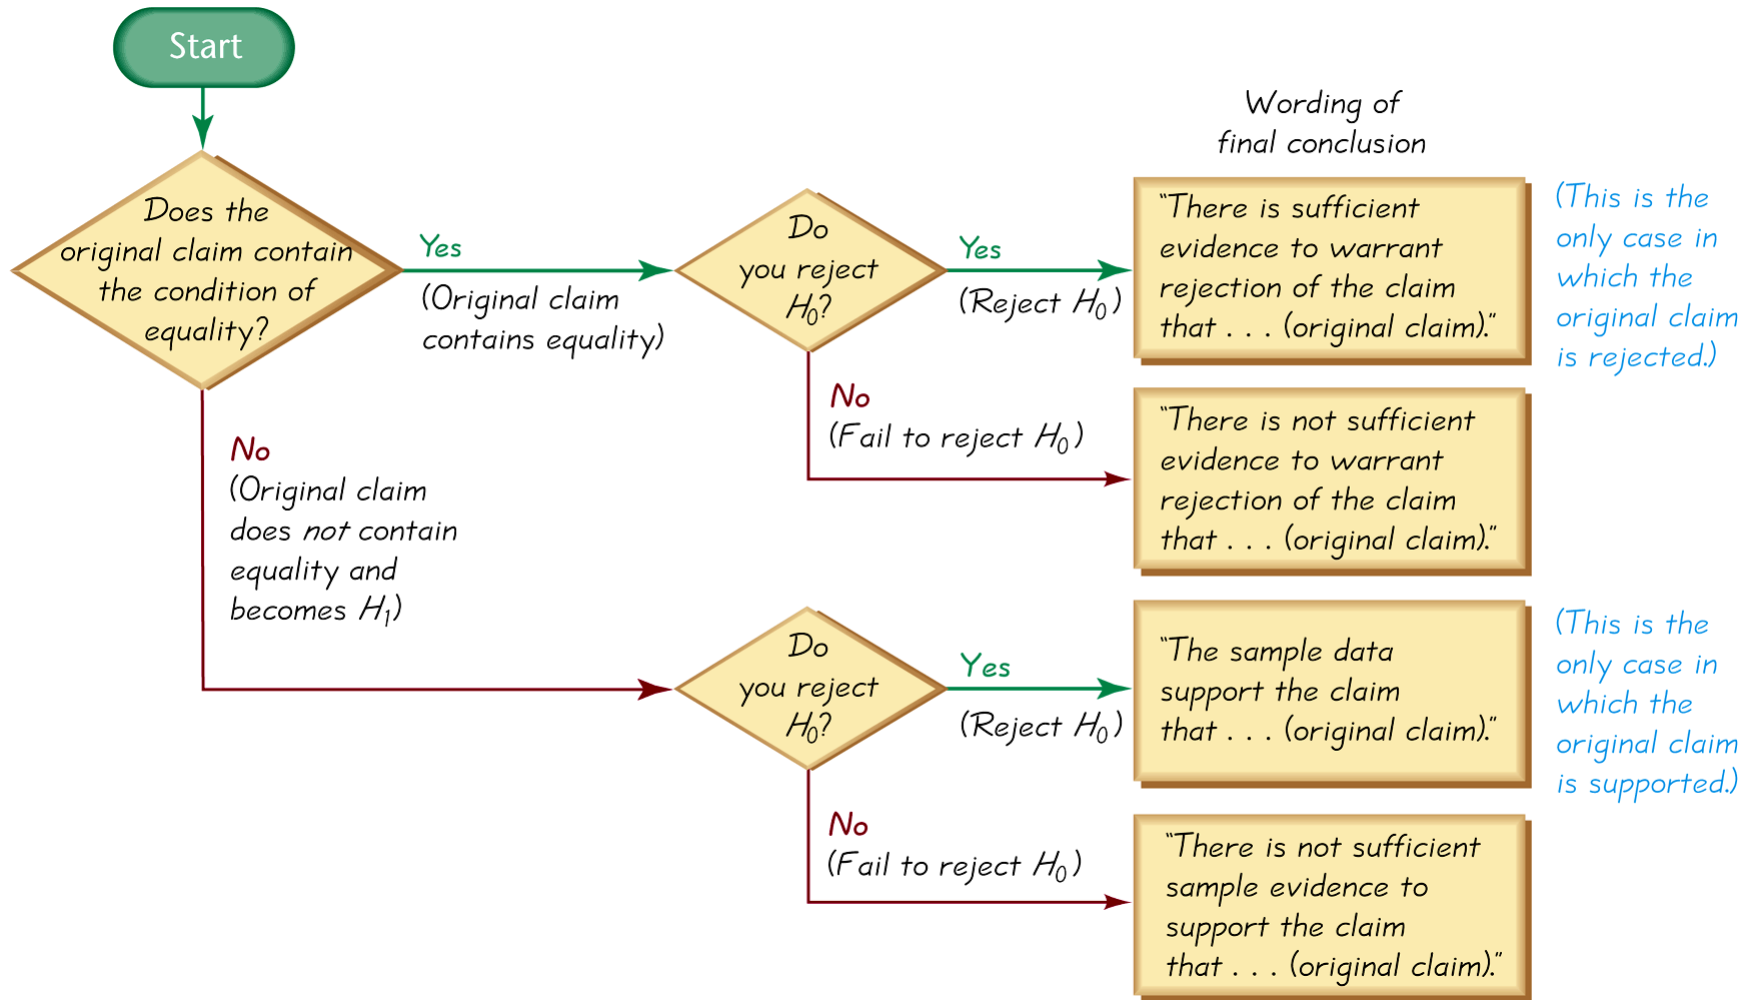 Start
Does the
original claim contain
the condition of
equality?
Yes
(Original claim
contains equality)
Do
you reject
H₀?
Yes
(Reject H₀)
Wording of
final conclusion
“There is sufficient
evidence to warrant
rejection of the claim
that . . . (original claim).”
(This is the
only case in
which the
original claim
is rejected.)
No
(Fail to reject H₀)
“There is not sufficient
evidence to warrant
rejection of the claim
that . . . (original claim).”
No
(Original claim
does not contain
equality and
becomes H₁)
Do
you reject
H₀?
Yes
(Reject H₀)
“The sample data
support the claim
that . . . (original claim).”
(This is the
only case in
which the
original claim
is supported.)
No
(Fail to reject H₀)
“There is not sufficient
sample evidence to
support the claim
that . . . (original claim).”